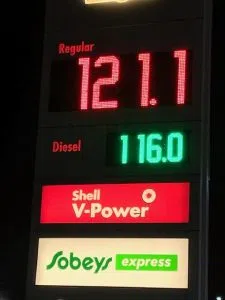 Regular
121.1
Diesel
116.0
Shell
V-Power
Sobeys express